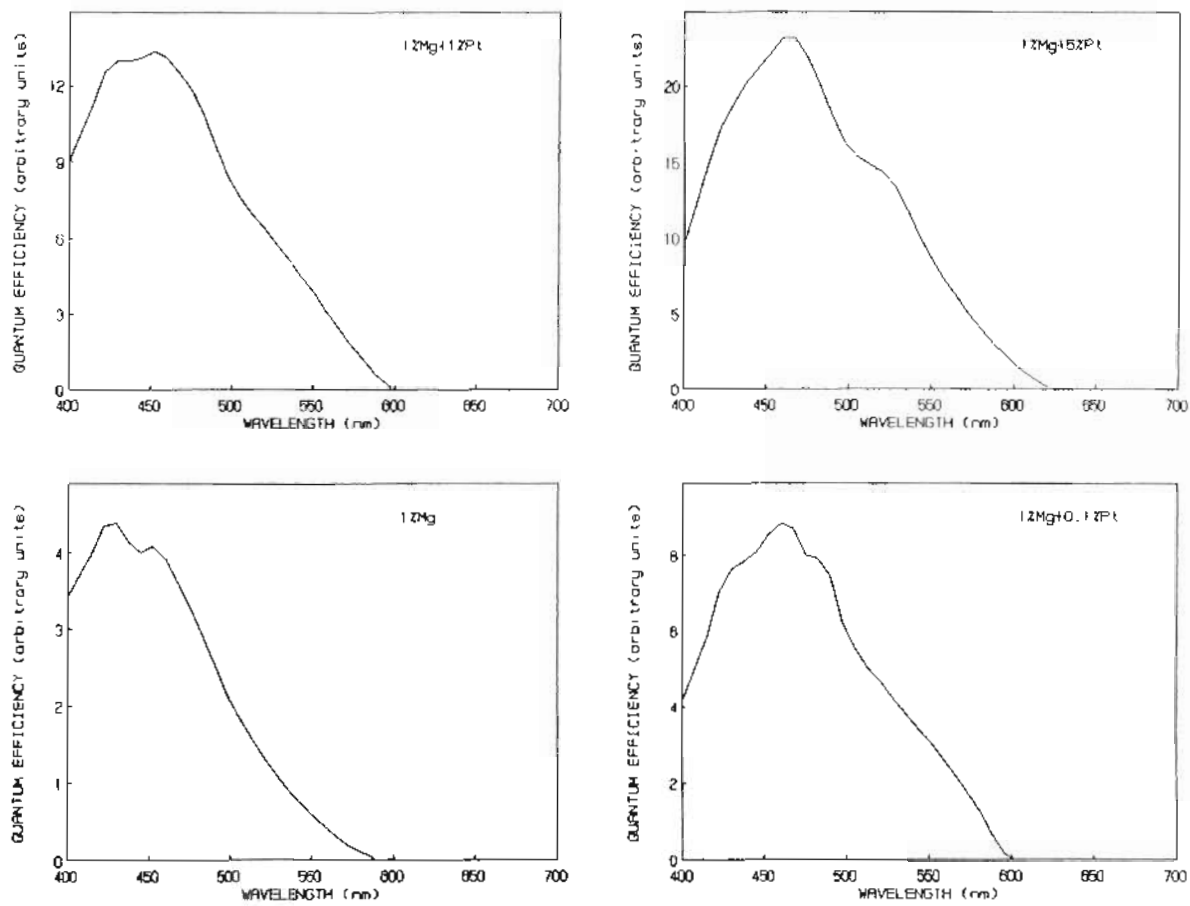 1%Mg+1%Pt
QUANTUM EFFICIENCY (arbitrary units)
12
9
6
3
0
400 450 500 550 600 650 700
WAVELENGTH (nm)
1%Mg+5%Pt
QUANTUM EFFICIENCY (arbitrary units)
20
15
10
5
0
400 450 500 550 600 650 700
WAVELENGTH (nm)
1%Mg
QUANTUM EFFICIENCY (arbitrary units)
4
3
2
1
0
400 450 500 550 600 650 700
WAVELENGTH (nm)
1%Mg+0.1%Pt
QUANTUM EFFICIENCY (arbitrary units)
8
6
4
2
0
400 450 500 550 600 650 700
WAVELENGTH (nm)